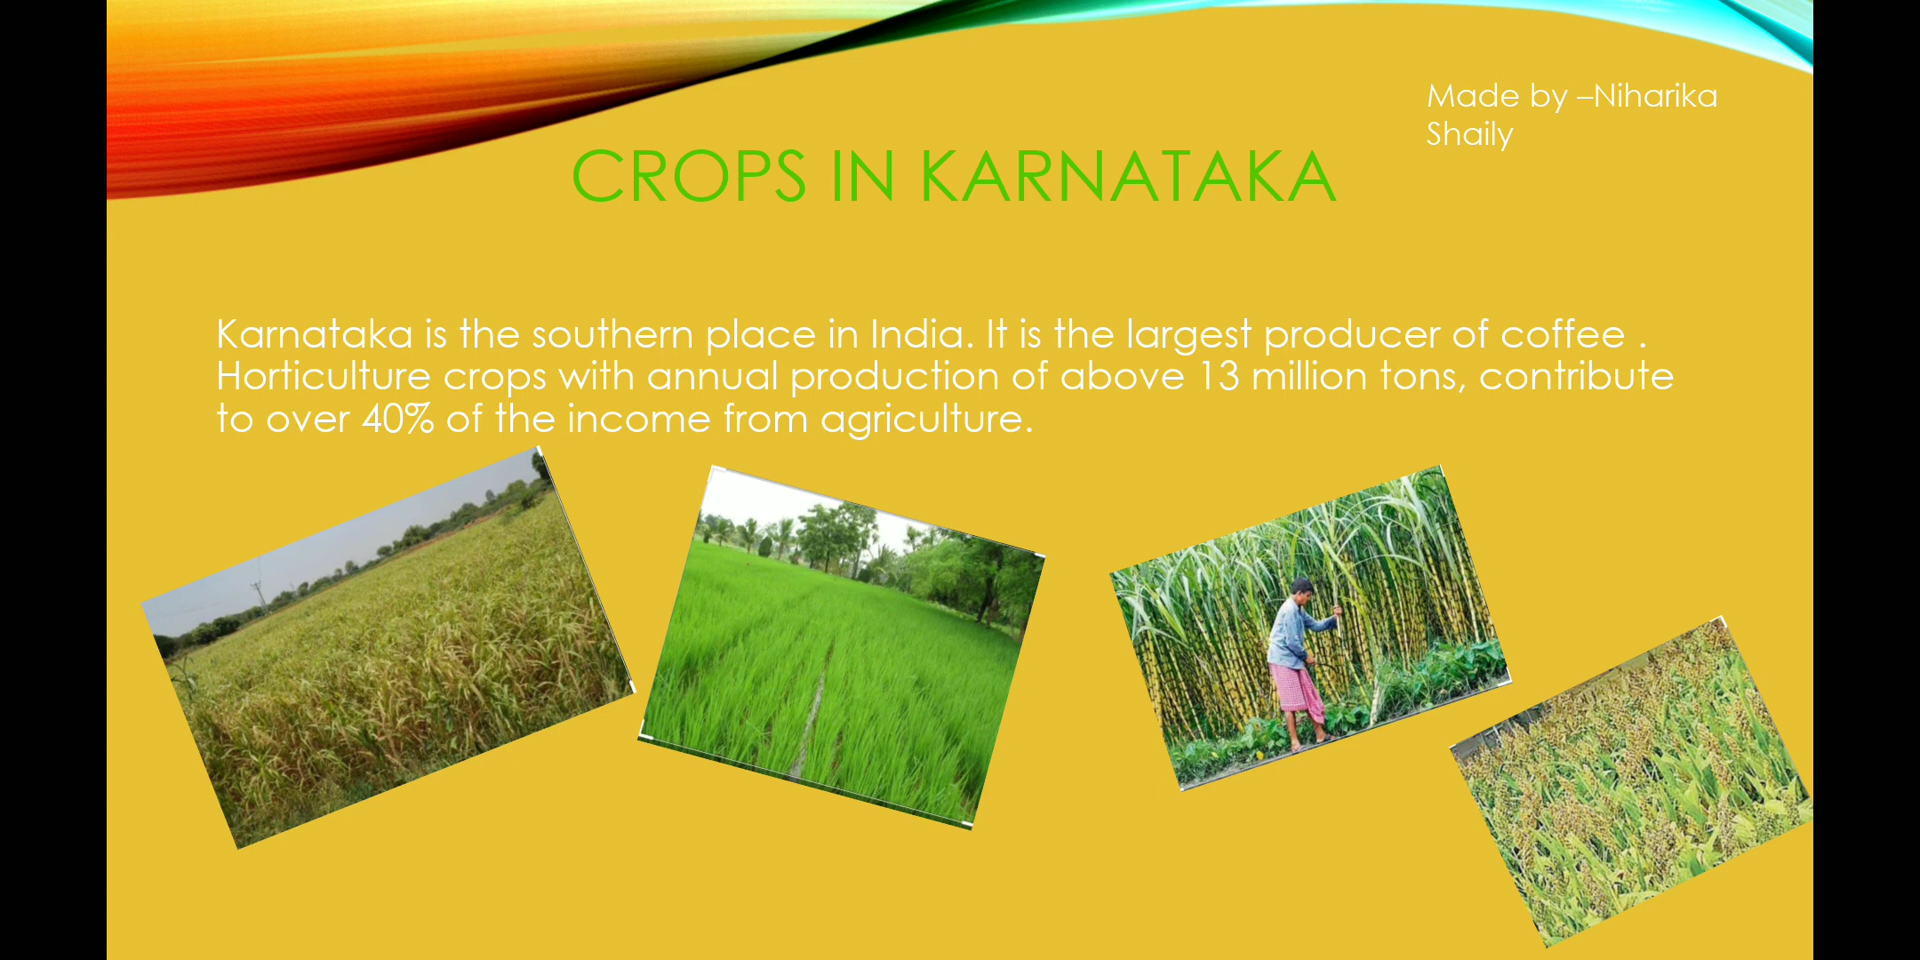 Made by –Niharika
Shaily
CROPS IN KARNATAKA
Karnataka is the southern place in India. It is the largest producer of coffee .
Horticulture crops with annual production of above 13 million tons, contribute
to over 40% of the income from agriculture.